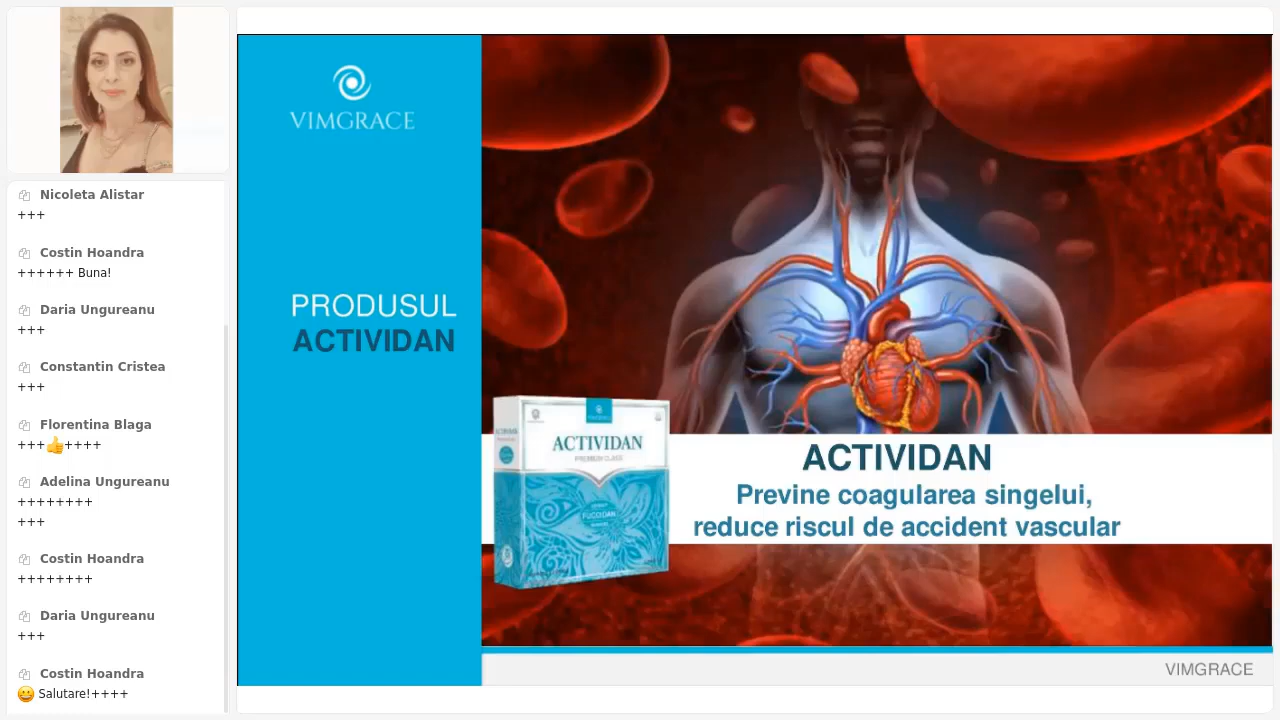 Nicoleta Alistar
+++
Costin Hoandra
++++++ Buna!
Daria Ungureanu
+++
Constantin Cristea
+++
Florentina Blaga
+++👍++++
Adelina Ungureanu
++++++++
+++
Costin Hoandra
++++++++
Daria Ungureanu
+++
Costin Hoandra
😀 Salutare!++++
VIMGRACE
PRODUSUL
ACTIVIDAN
ACTIVIDAN
PREMIUM CLASS
FUCOIDAN
ACTIVIDAN
Previne coagularea singelui,
reduce riscul de accident vascular
VIMGRACE